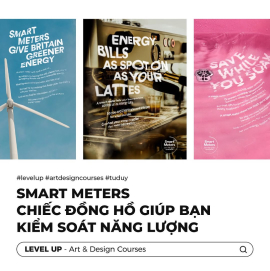 SMART
METERS
GIVE BRITAIN
GREENER
ENERGY
ENERGY
BILLS
AS SPOT ON
AS YOUR
LATTES
SAVE
WHILE
YOU SOAK
#levelup #artdesigncourses #tuduy
SMART METERS
CHIẾC ĐỒNG HỒ GIÚP BẠN
KIỂM SOÁT NĂNG LƯỢNG
LEVEL UP - Art & Design Courses